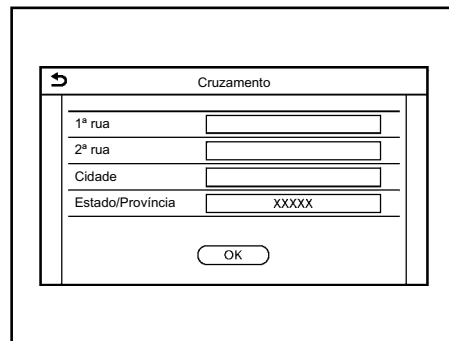 Cruzamento
1ª rua
2ª rua
Cidade
Estado/Província XXXXX
OK